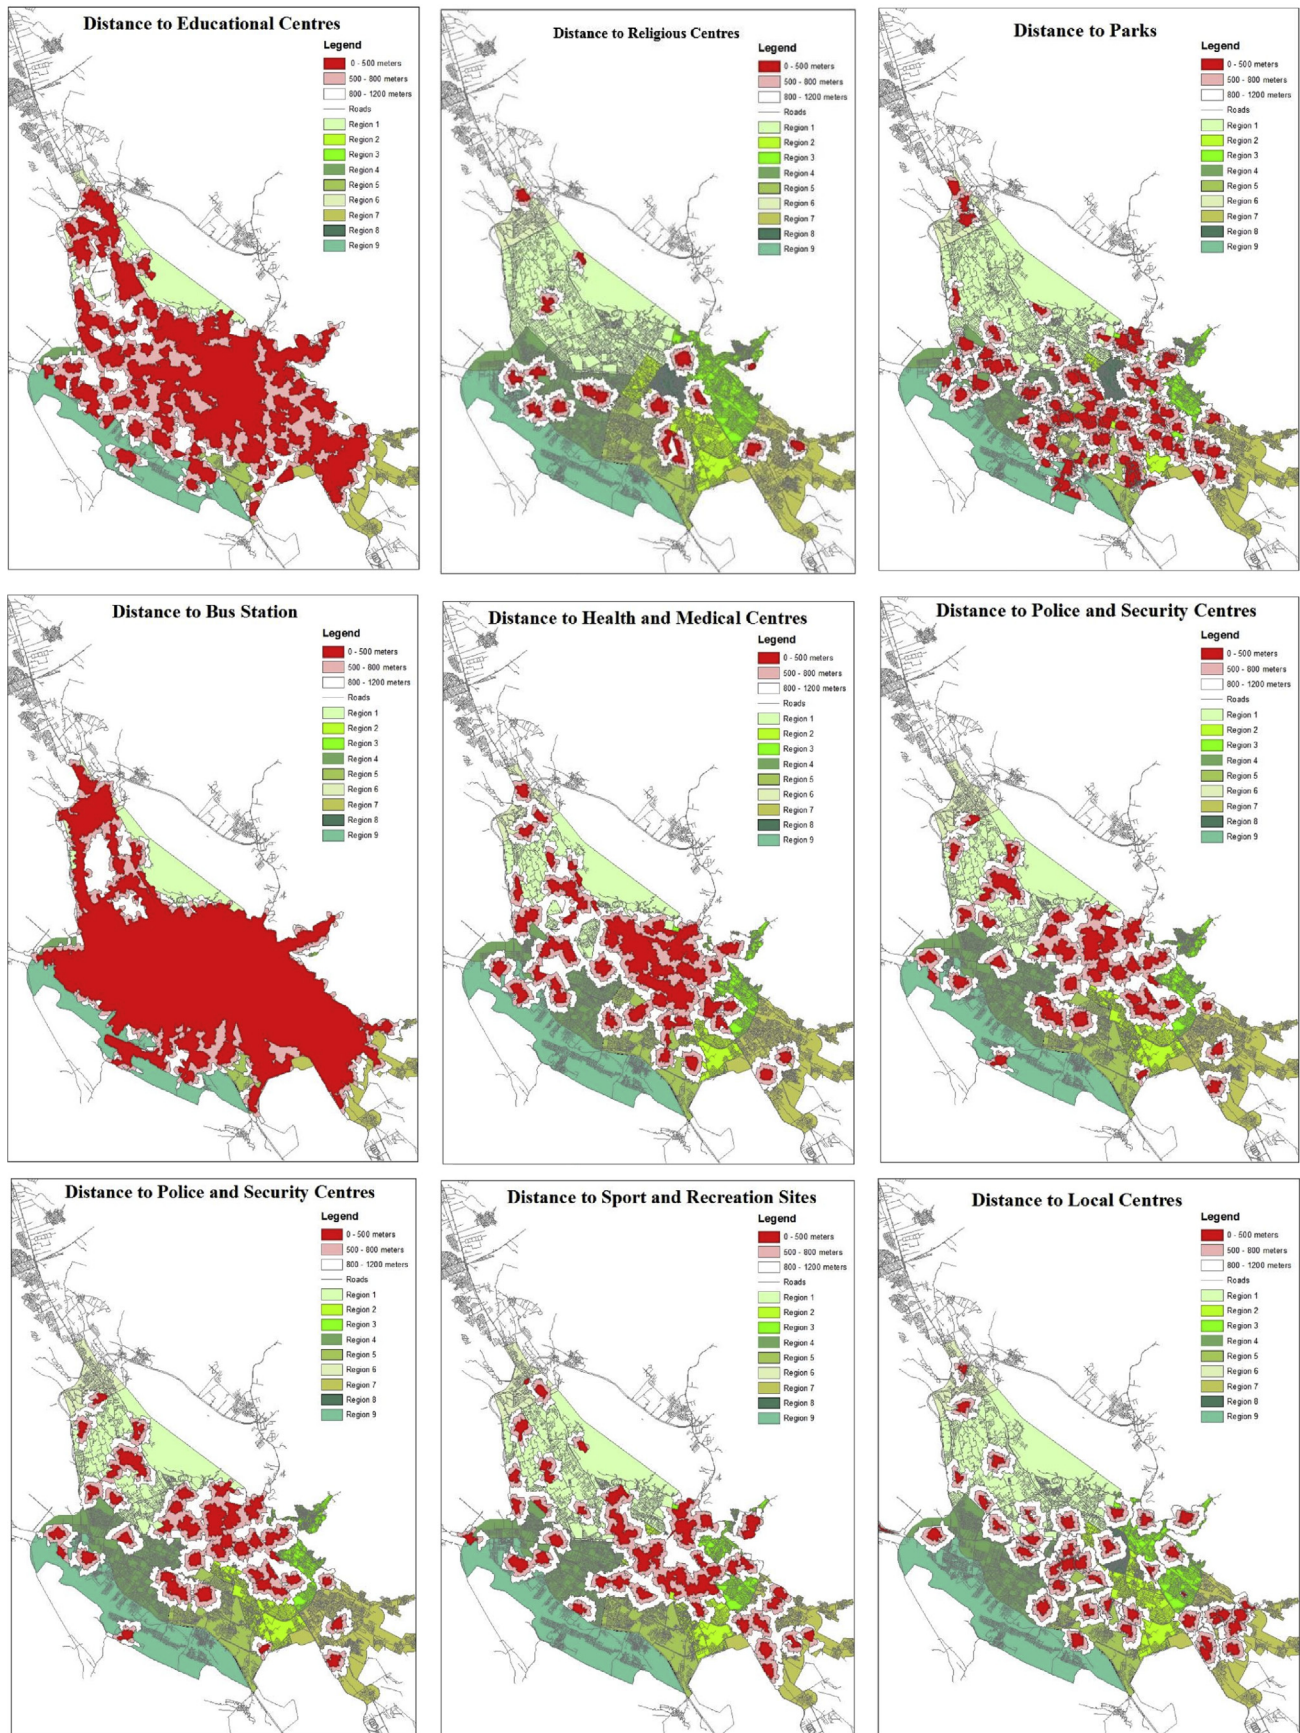 Distance to Educational Centres
Legend
0 - 500 meters
500 - 800 meters
800 - 1200 meters
Roads
Region 1
Region 2
Region 3
Region 4
Region 5
Region 6
Region 7
Region 8
Region 9
Distance to Religious Centres
Legend
0 - 500 meters
500 - 800 meters
800 - 1200 meters
Roads
Region 1
Region 2
Region 3
Region 4
Region 5
Region 6
Region 7
Region 8
Region 9
Distance to Parks
Legend
0 - 500 meters
500 - 800 meters
800 - 1200 meters
Roads
Region 1
Region 2
Region 3
Region 4
Region 5
Region 6
Region 7
Region 8
Region 9
Distance to Bus Station
Legend
0 - 500 meters
500 - 800 meters
800 - 1200 meters
Roads
Region 1
Region 2
Region 3
Region 4
Region 5
Region 6
Region 7
Region 8
Region 9
Distance to Health and Medical Centres
Legend
0 - 500 meters
500 - 800 meters
800 - 1200 meters
Roads
Region 1
Region 2
Region 3
Region 4
Region 5
Region 6
Region 7
Region 8
Region 9
Distance to Police and Security Centres
Legend
0 - 500 meters
500 - 800 meters
800 - 1200 meters
Roads
Region 1
Region 2
Region 3
Region 4
Region 5
Region 6
Region 7
Region 8
Region 9
Distance to Police and Security Centres
Legend
0 - 500 meters
500 - 800 meters
800 - 1200 meters
Roads
Region 1
Region 2
Region 3
Region 4
Region 5
Region 6
Region 7
Region 8
Region 9
Distance to Sport and Recreation Sites
Legend
0 - 500 meters
500 - 800 meters
800 - 1200 meters
Roads
Region 1
Region 2
Region 3
Region 4
Region 5
Region 6
Region 7
Region 8
Region 9
Distance to Local Centres
Legend
0 - 500 meters
500 - 800 meters
800 - 1200 meters
Roads
Region 1
Region 2
Region 3
Region 4
Region 5
Region 6
Region 7
Region 8
Region 9